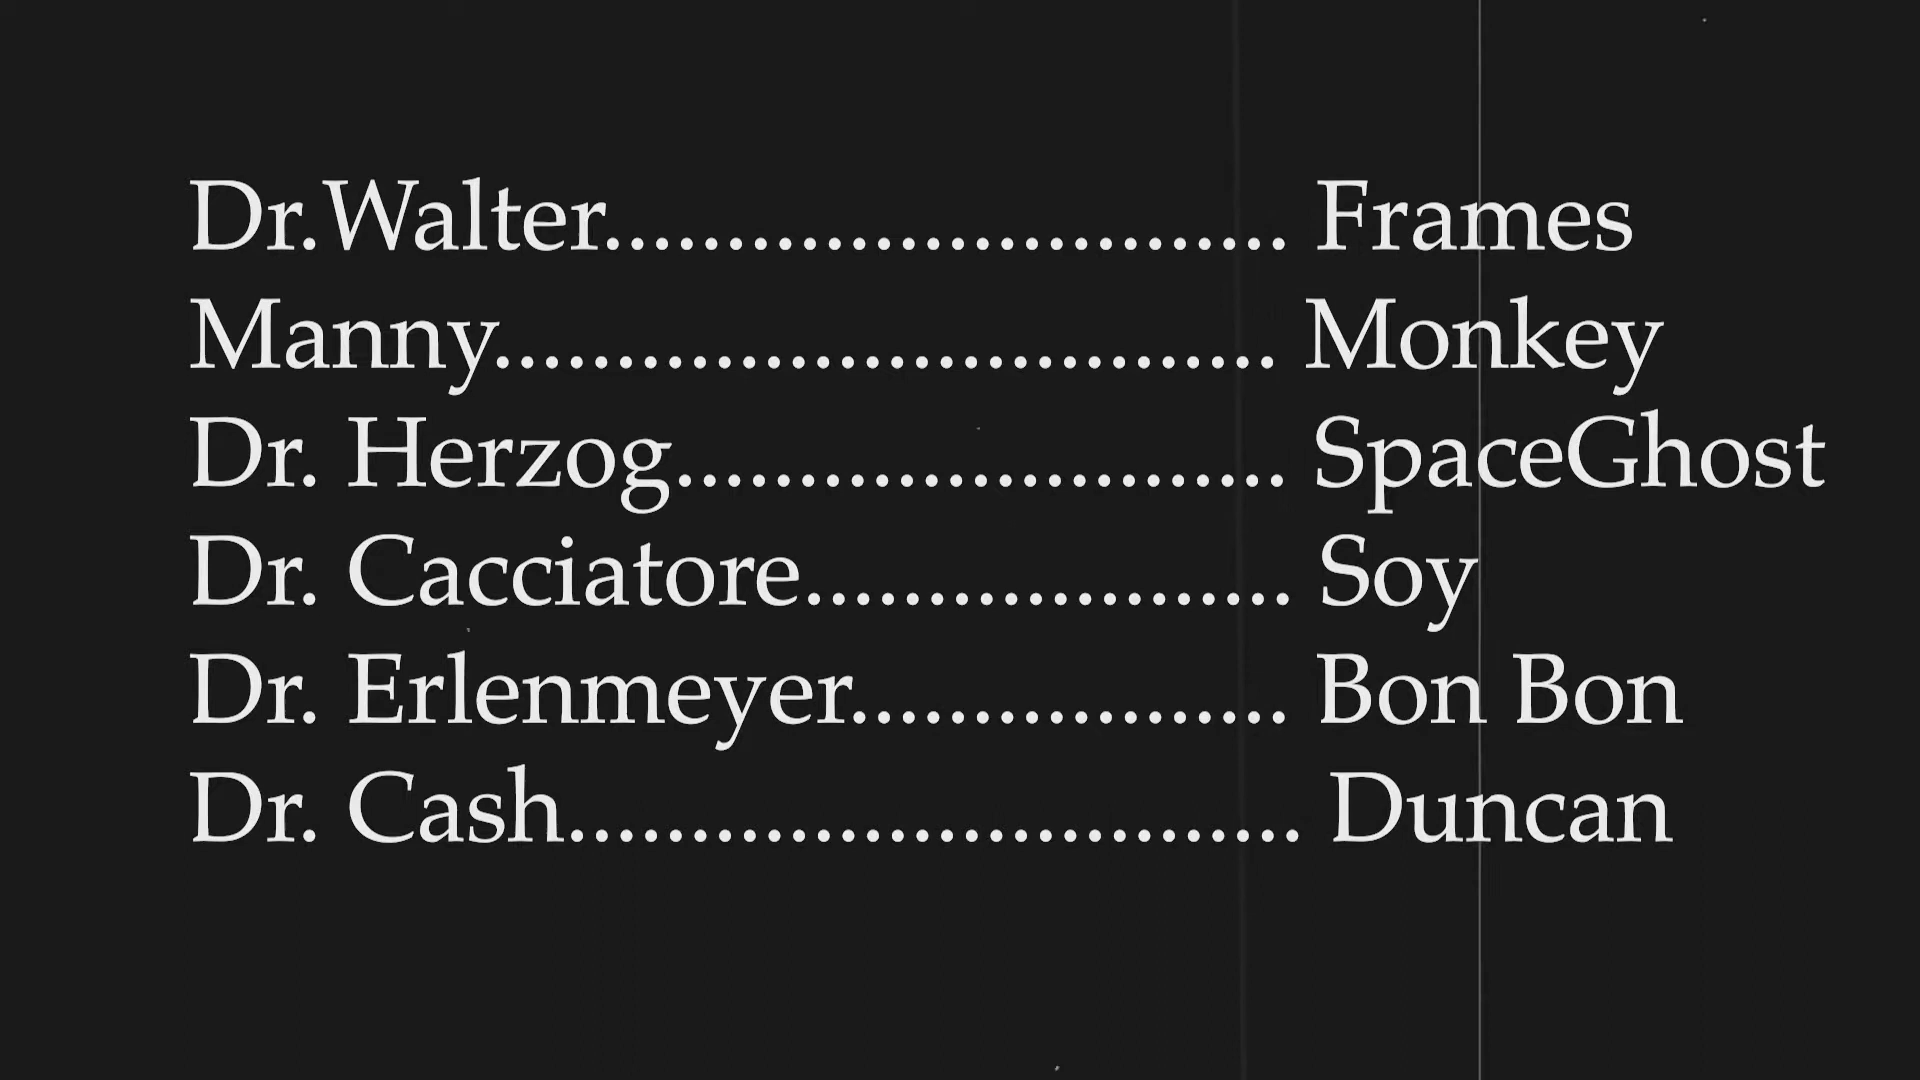 Dr.Walter............................ Frames
Manny................................ Monkey
Dr. Herzog......................... SpaceGhost
Dr. Cacciatore.................... Soy
Dr. Erlenmeyer.................. Bon Bon
Dr. Cash.............................. Duncan